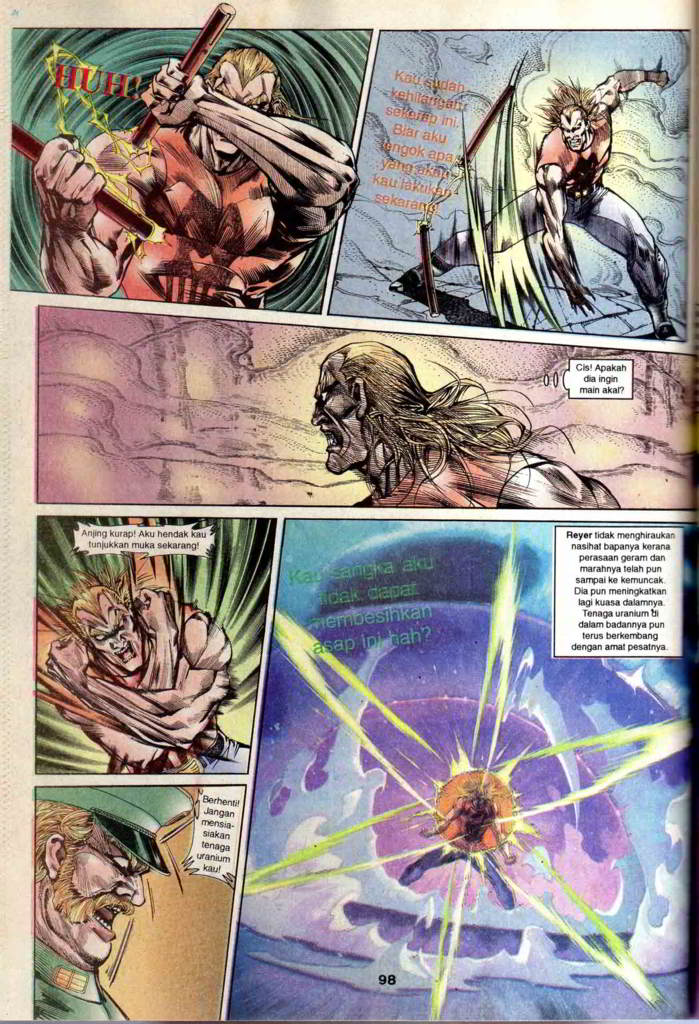 HUH!
Kau sudah
kehilangan
sekerap ini.
Biar aku
tengok apa
yang akan
kau lakukan
sekarang!
Cis! Apakah
dia ingin
main akal?
Anjing kurap! Aku hendak kau
tunjukkan muka sekarang!
Kau sangka aku
tidak dapat
membesihkan
asap ini hah?
Reyer tidak menghiraukan
nasihat bapanya kerana
perasaan geram dan
marahnya telah pun
sampai ke kemuncak.
Dia pun meningkatkan
lagi kuasa dalamnya.
Tenaga uranium di
dalam badannya pun
terus berkembang
dengan amat pesatnya.
Berhenti!
Jangan
mensia-
siakan
tenaga
uranium
kau!
98